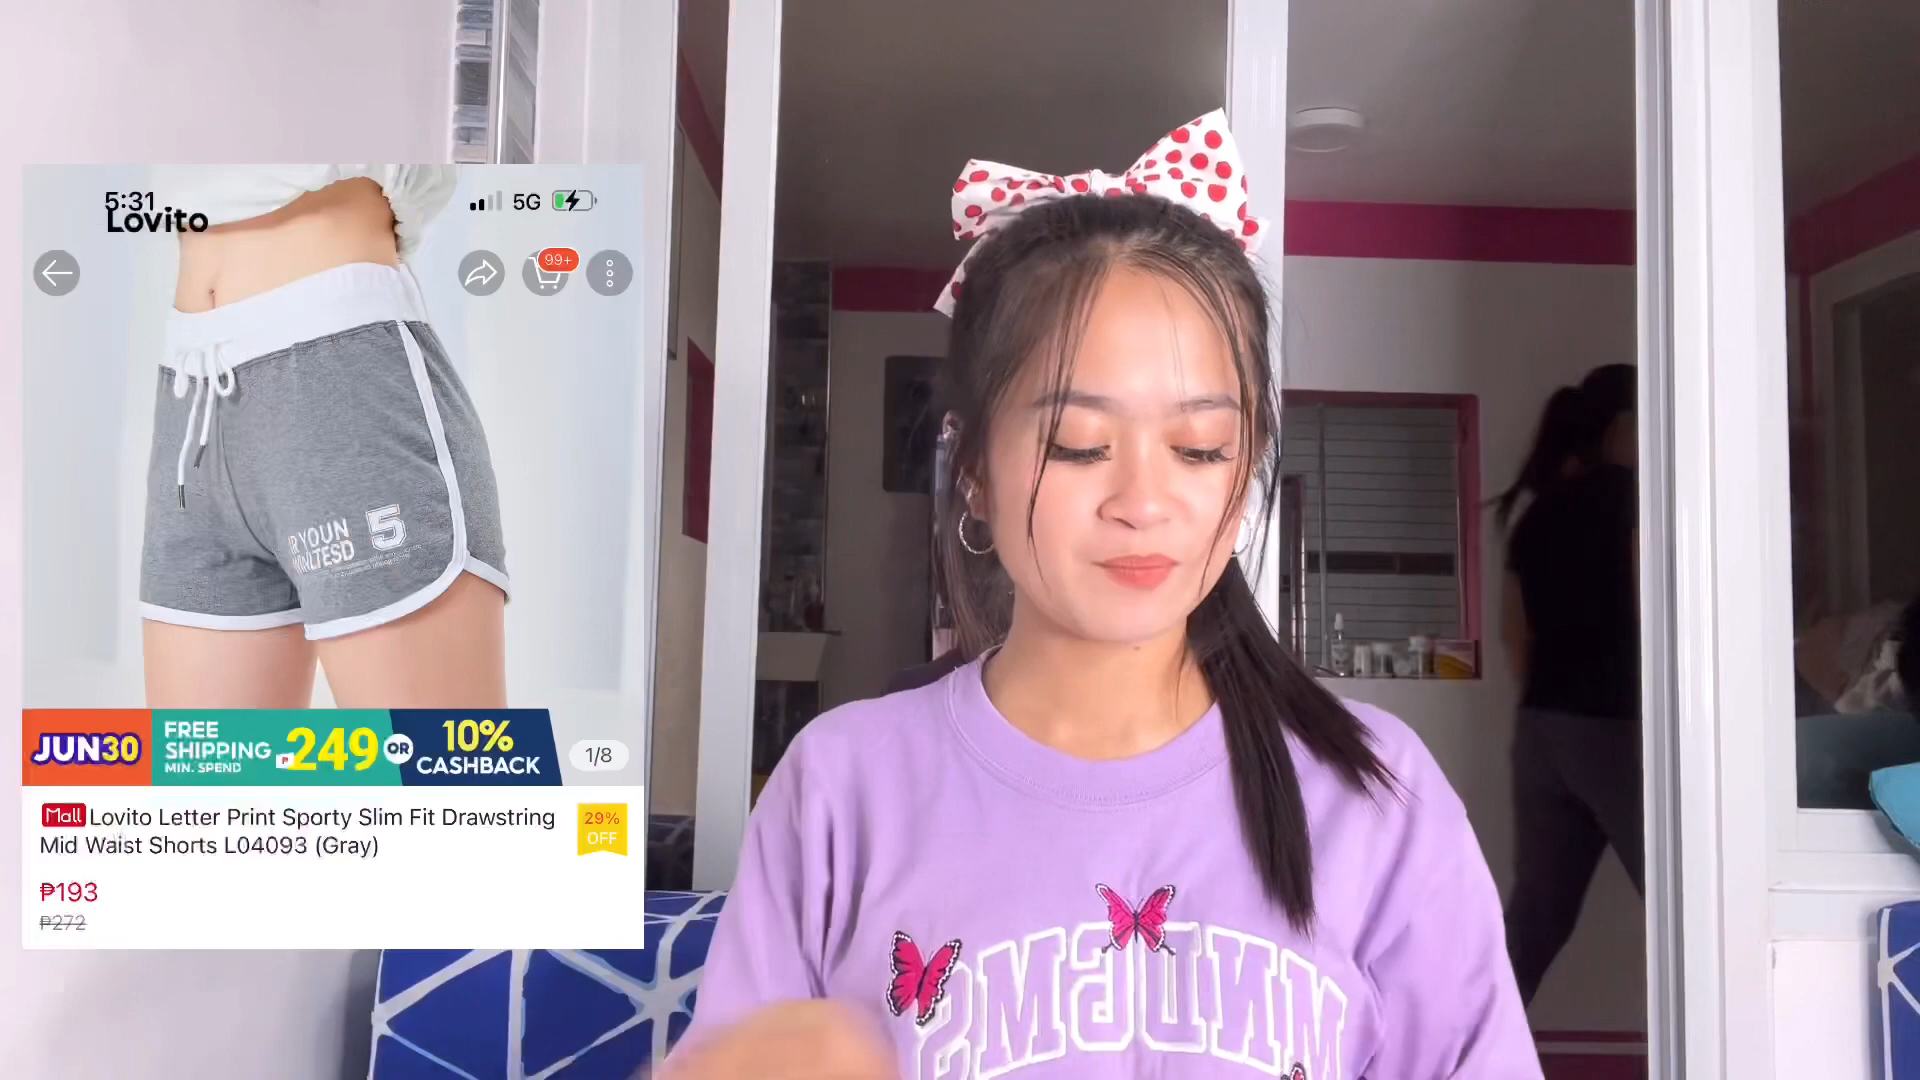 5:31
5G
Lovito
99+
R YOUN
5
JUN30
FREE
SHIPPING
MIN. SPEND
₱249
OR
10%
CASHBACK
1/8
Mall Lovito Letter Print Sporty Slim Fit Drawstring
Mid Waist Shorts L04093 (Gray)
29%
OFF
₱193
₱272